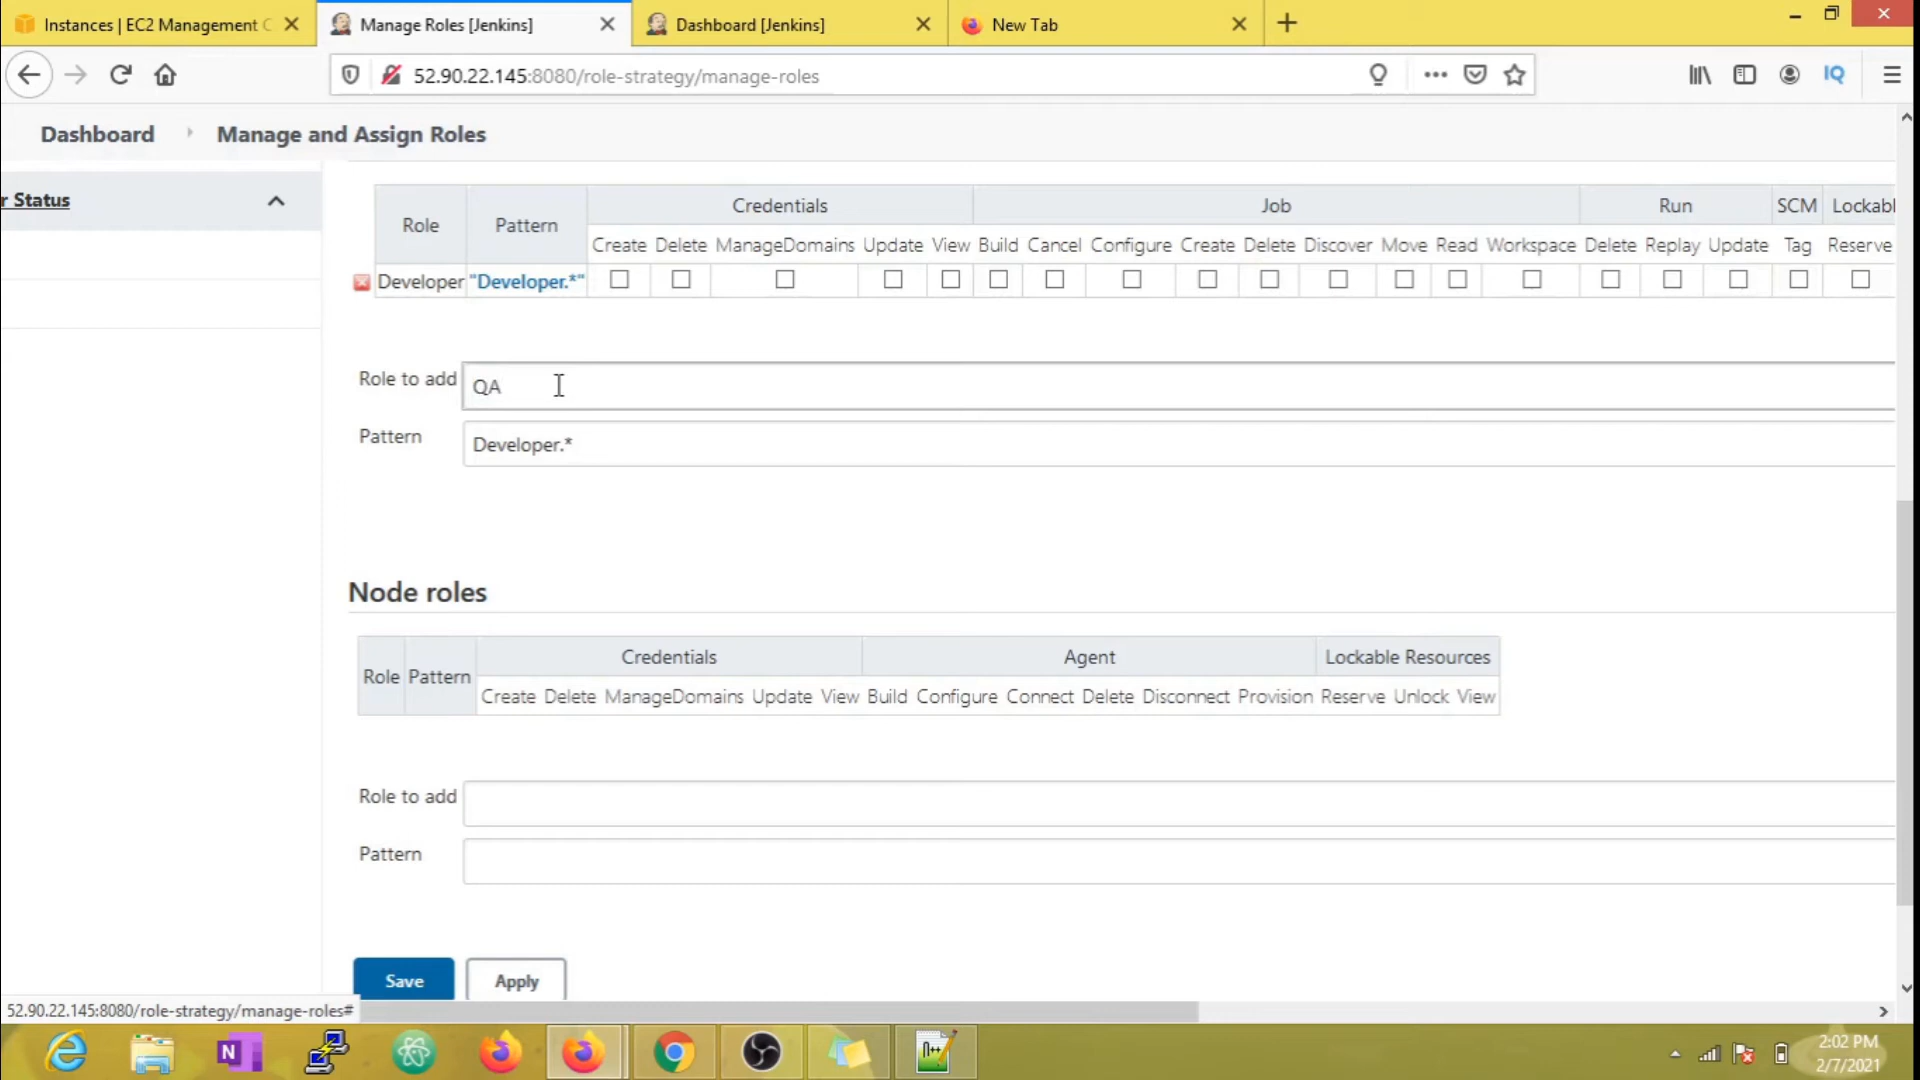 Instances | EC2 Management C
Manage Roles [Jenkins]
Dashboard [Jenkins]
New Tab
52.90.22.145:8080/role-strategy/manage-roles
IQ
Dashboard
Manage and Assign Roles
r Status
Role Pattern Credentials Job Run SCM Lockabl
Create Delete ManageDomains Update View Build Cancel Configure Create Delete Discover Move Read Workspace Delete Replay Update Tag Reserve
Developer "Developer.*"
Role to add QA
Pattern Developer.*
Node roles
Role Pattern Credentials Agent Lockable Resources
Create Delete ManageDomains Update View Build Configure Connect Delete Disconnect Provision Reserve Unlock View
Role to add
Pattern
Save Apply
52.90.22.145:8080/role-strategy/manage-roles#
N
n++
2:02 PM
2/7/2021